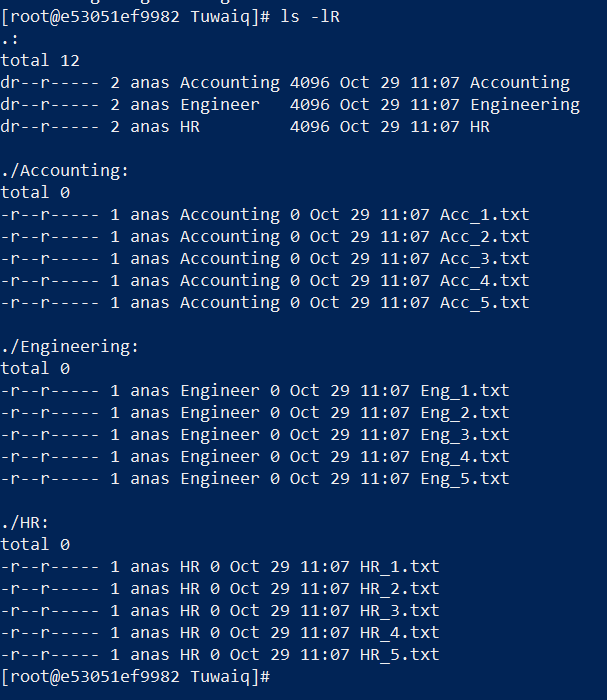 [root@e53051ef9982 Tuwaiq]# ls -lR
.:
total 12
dr--r----- 2 anas Accounting 4096 Oct 29 11:07 Accounting
dr--r----- 2 anas Engineer   4096 Oct 29 11:07 Engineering
dr--r----- 2 anas HR         4096 Oct 29 11:07 HR

./Accounting:
total 0
-r--r----- 1 anas Accounting 0 Oct 29 11:07 Acc_1.txt
-r--r----- 1 anas Accounting 0 Oct 29 11:07 Acc_2.txt
-r--r----- 1 anas Accounting 0 Oct 29 11:07 Acc_3.txt
-r--r----- 1 anas Accounting 0 Oct 29 11:07 Acc_4.txt
-r--r----- 1 anas Accounting 0 Oct 29 11:07 Acc_5.txt

./Engineering:
total 0
-r--r----- 1 anas Engineer 0 Oct 29 11:07 Eng_1.txt
-r--r----- 1 anas Engineer 0 Oct 29 11:07 Eng_2.txt
-r--r----- 1 anas Engineer 0 Oct 29 11:07 Eng_3.txt
-r--r----- 1 anas Engineer 0 Oct 29 11:07 Eng_4.txt
-r--r----- 1 anas Engineer 0 Oct 29 11:07 Eng_5.txt

./HR:
total 0
-r--r----- 1 anas HR 0 Oct 29 11:07 HR_1.txt
-r--r----- 1 anas HR 0 Oct 29 11:07 HR_2.txt
-r--r----- 1 anas HR 0 Oct 29 11:07 HR_3.txt
-r--r----- 1 anas HR 0 Oct 29 11:07 HR_4.txt
-r--r----- 1 anas HR 0 Oct 29 11:07 HR_5.txt
[root@e53051ef9982 Tuwaiq]#